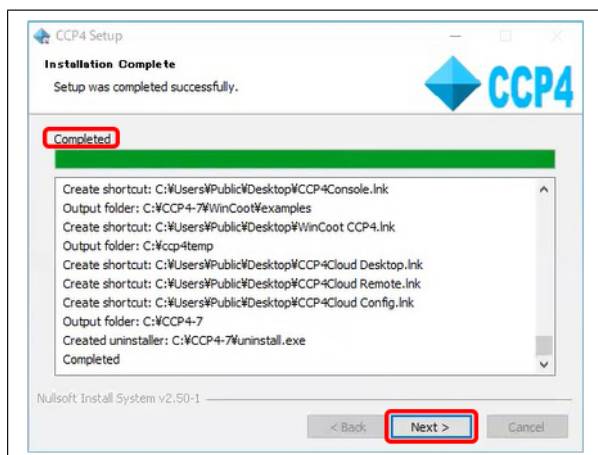 CCP4 Setup
Installation Complete
Setup was completed successfully.
CCP4
Completed
Create shortcut: C:¥Users¥Public¥Desktop¥CCP4Console.lnk
Output folder: C:¥CCP4-7¥WinCoot¥examples
Create shortcut: C:¥Users¥Public¥Desktop¥WinCoot CCP4.lnk
Output folder: C:¥ccp4temp
Create shortcut: C:¥Users¥Public¥Desktop¥CCP4Cloud Desktop.lnk
Create shortcut: C:¥Users¥Public¥Desktop¥CCP4Cloud Remote.lnk
Create shortcut: C:¥Users¥Public¥Desktop¥CCP4Cloud Config.lnk
Output folder: C:¥CCP4-7
Created uninstaller: C:¥CCP4-7¥uninstall.exe
Completed
Nullsoft Install System v2.50-1
< Back Next > Cancel